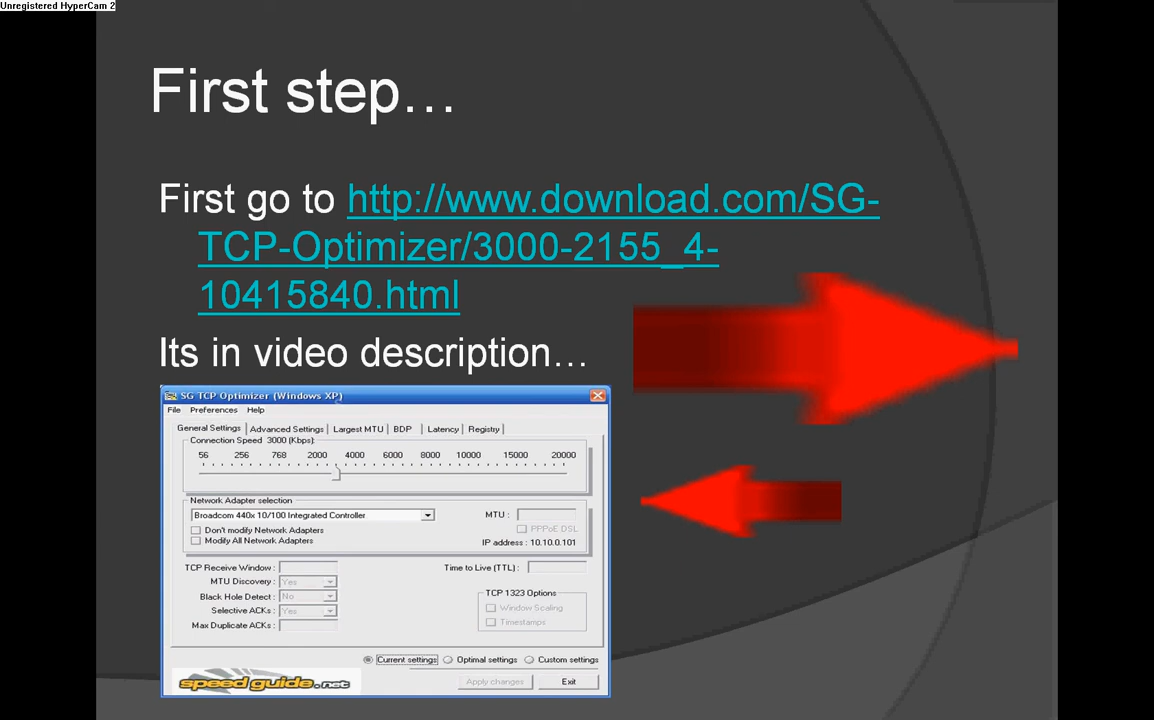 Unregistered HyperCam 2
First step...
First go to http://www.download.com/SG-
TCP-Optimizer/3000-2155_4-
10415840.html
Its in video description...
SG TCP Optimizer (Windows XP)
File Preferences Help
General Settings Advanced Settings Largest MTU BDP Latency Registry
Connection Speed 3000 (Kbps):
56 256 768 2000 4000 6000 8000 10000 15000 20000
Network Adapter selection
Broadcom 440x 10/100 Integrated Controller MTU :
Don't modify Network Adapters PPPoE DSL
Modify All Network Adapters IP address : 10.10.0.101
TCP Receive Window : Time to Live (TTL) :
MTU Discovery : Yes
Black Hole Detect : No TCP 1323 Options
Selective ACKs : Yes Window Scaling
Max Duplicate ACKs : Timestamps
Current settings Optimal settings Custom settings
speedguide.net Apply changes Exit